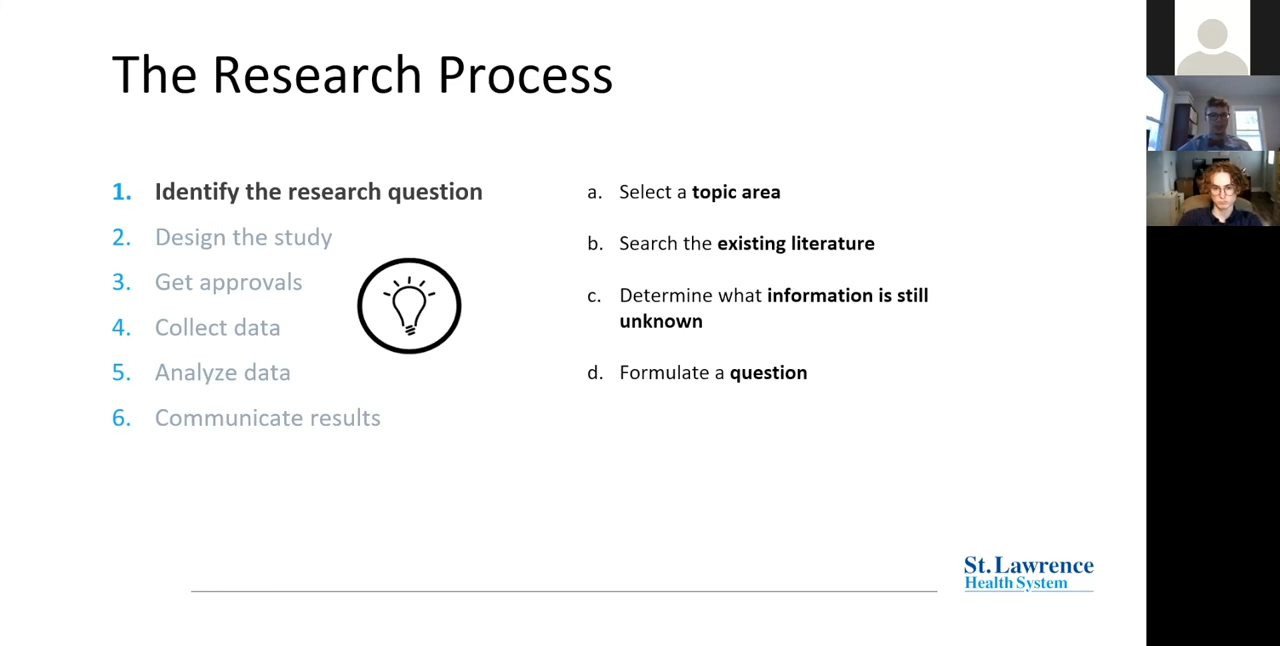 The Research Process
1. Identify the research question
2. Design the study
3. Get approvals
4. Collect data
5. Analyze data
6. Communicate results
a. Select a topic area
b. Search the existing literature
c. Determine what information is still
unknown
d. Formulate a question
St. Lawrence
Health System